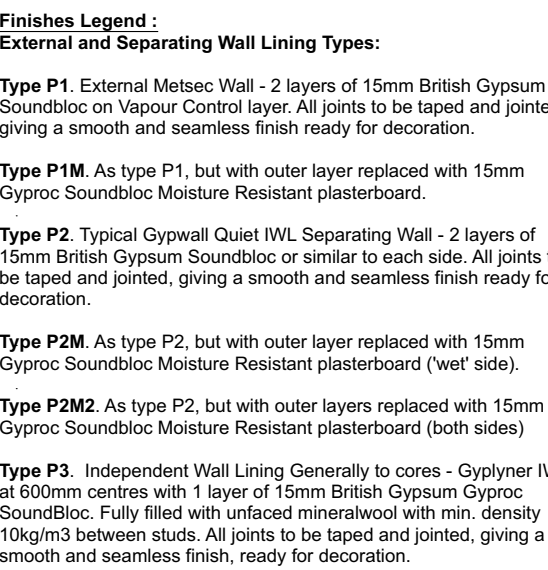 Finishes Legend :
External and Separating Wall Lining Types:
Type P1. External Metsec Wall - 2 layers of 15mm British Gypsum
Soundbloc on Vapour Control layer. All joints to be taped and jointe
giving a smooth and seamless finish ready for decoration.
Type P1M. As type P1, but with outer layer replaced with 15mm
Gyproc Soundbloc Moisture Resistant plasterboard.
Type P2. Typical Gypwall Quiet IWL Separating Wall - 2 layers of
15mm British Gypsum Soundbloc or similar to each side. All joints
be taped and jointed, giving a smooth and seamless finish ready fo
decoration.
Type P2M. As type P2, but with outer layer replaced with 15mm
Gyproc Soundbloc Moisture Resistant plasterboard ('wet' side).
Type P2M2. As type P2, but with outer layers replaced with 15mm
Gyproc Soundbloc Moisture Resistant plasterboard (both sides)
Type P3. Independent Wall Lining Generally to cores - Gyplyner
at 600mm centres with 1 layer of 15mm British Gypsum Gyproc
SoundBloc. Fully filled with unfaced mineralwool with min. density
10kg/m3 between studs. All joints to be taped and jointed, giving a
smooth and seamless finish, ready for decoration.